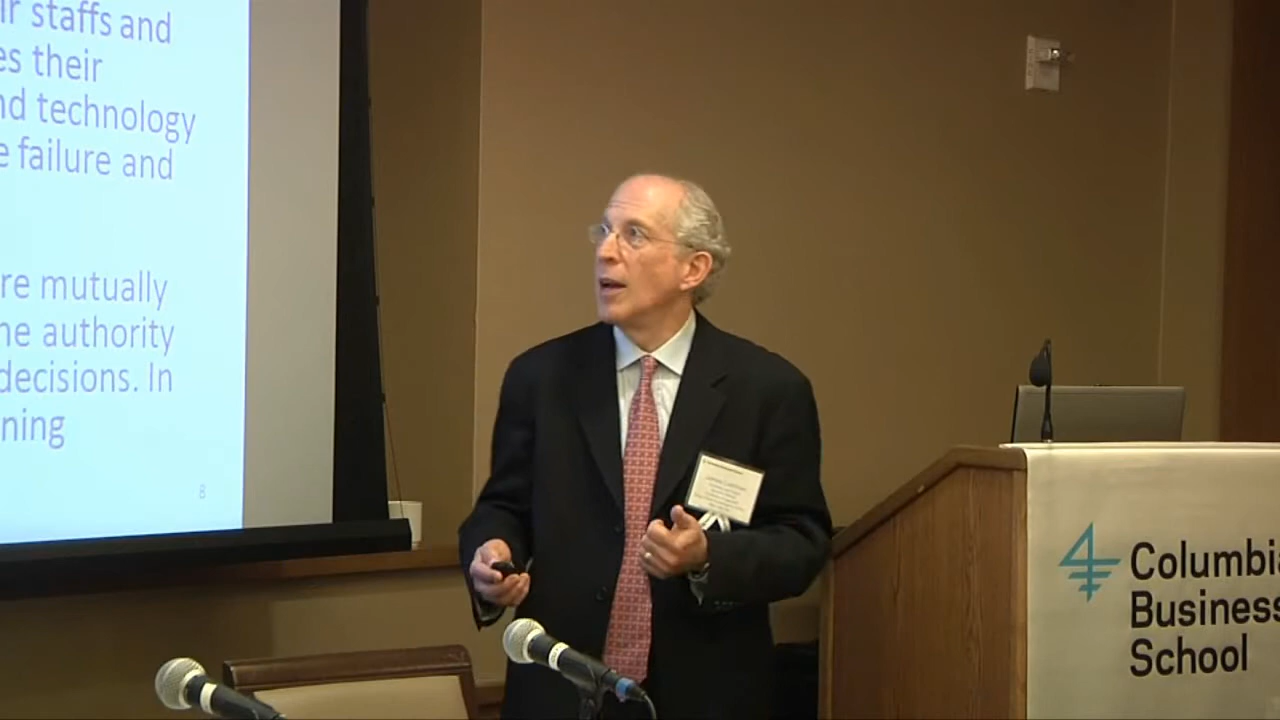 ir staffs and
es their
nd technology
e failure and
re mutually
he authority
decisions. In
ning
8
Columbia
Business
School